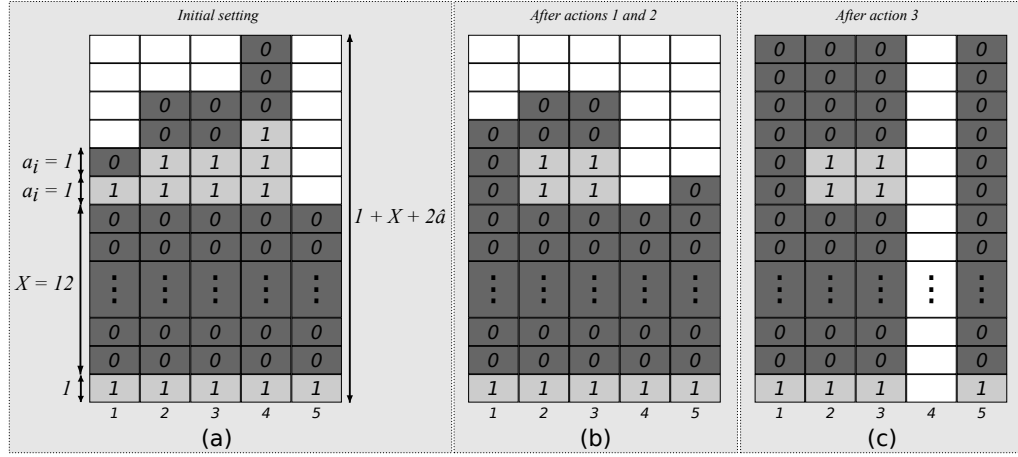 Initial setting
0
0
0 0 0
0 0 1
a_i = 1 0 1 1 1
a_i = 1 1 1 1 1
0 0 0 0 0
1 + X + 2â
0 0 0 0 0
X = 12 ⋮ ⋮ ⋮ ⋮ ⋮
0 0 0 0 0
0 0 0 0 0
1 1 1 1 1 1
1 2 3 4 5
(a)
After actions 1 and 2
0 0
0 0 0
0 1 1
0 1 1 0
0 0 0 0 0
0 0 0 0 0
⋮ ⋮ ⋮ ⋮ ⋮
0 0 0 0 0
0 0 0 0 0
1 1 1 1 1
1 2 3 4 5
(b)
After action 3
0 0 0 0
0 0 0 0
0 0 0 0
0 0 0 0
0 1 1 0
0 1 1 0
0 0 0 0
0 0 0 0
⋮ ⋮ ⋮ ⋮ ⋮
0 0 0 0
0 0 0 0
1 1 1 1
1 2 3 4 5
(c)